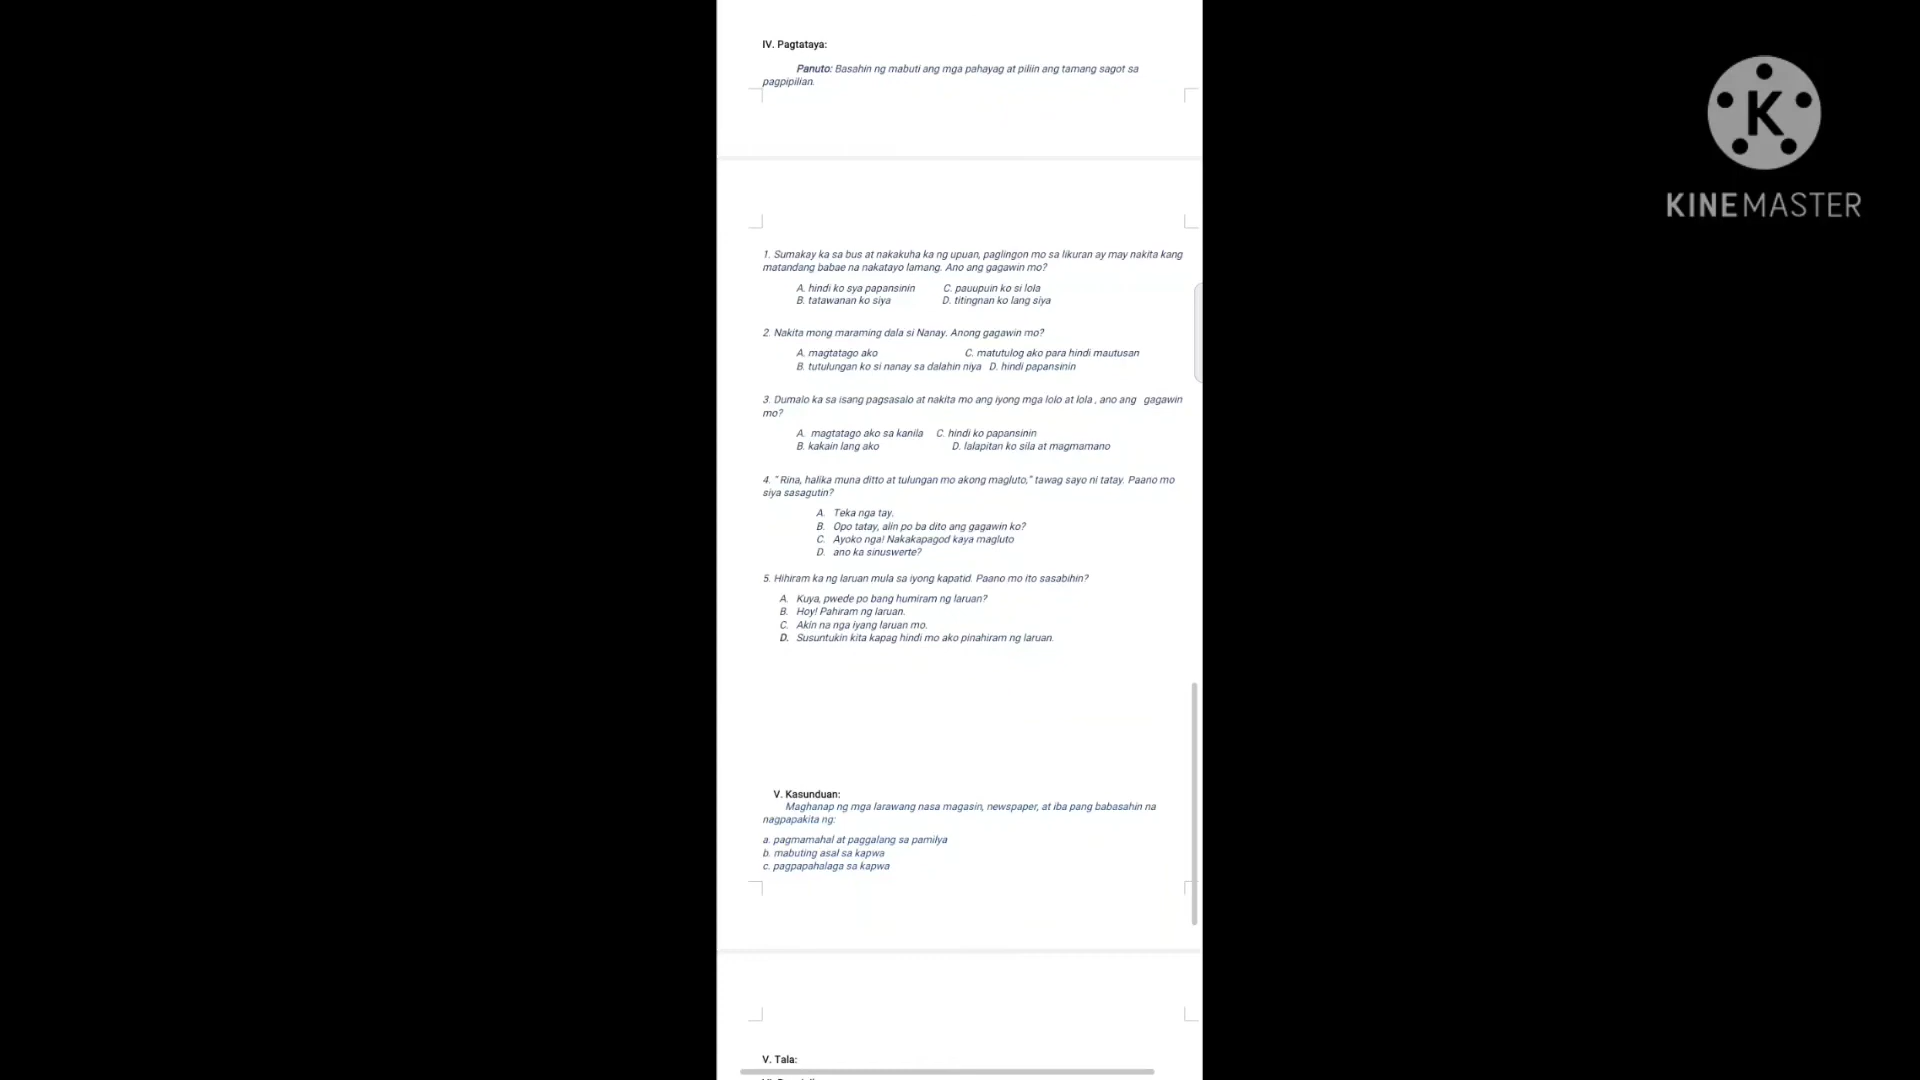 IV. Pagtataya:
Panuto: Basahin ng mabuti ang mga pahayag at piliin ang tamang sagot sa
pagpipilian.
K
KINEMASTER
1. Sumakay ka sa bus at nakakuha ka ng upuan, paglingon mo sa likuran ay may nakita kang
matandang babae na nakatayo lamang. Ano ang gagawin mo?
A. hindi ko sya papansinin C. pauupuin ko si lola
B. tatawanan ko siya D. titingnan ko lang siya
2. Nakita mong maraming dala si Nanay. Anong gagawin mo?
A. magtatago ako C. matutulog ako para hindi mautusan
B. tutulungan ko si nanay sa dalahin niya D. hindi papansinin
3. Dumalo ka sa isang pagsasalo at nakita mo ang iyong mga lolo at lola , ano ang gagawin
mo?
A. magtatago ako sa kanila C. hindi ko papansinin
B. kakain lang ako D. lalapitan ko sila at magmamano
4. " Rina, halika muna ditto at tulungan mo akong magluto," tawag sayo ni tatay. Paano mo
siya sasagutin?
A. Teka nga tay.
B. Opo tatay, alin po ba dito ang gagawin ko?
C. Ayoko nga! Nakakapagod kaya magluto
D. ano ka sinuswerte?
5. Hihiram ka ng laruan mula sa iyong kapatid. Paano mo ito sasabihin?
A. Kuya, pwede po bang humiram ng laruan?
B. Hoy! Pahiram ng laruan.
C. Akin na nga iyang laruan mo.
D. Susuntukin kita kapag hindi mo ako pinahiram ng laruan.
V. Kasunduan:
Maghanap ng mga larawang nasa magasin, newspaper, at iba pang babasahin na
nagpapakita ng:
a. pagmamahal at paggalang sa pamilya
b. mabuting asal sa kapwa
c. pagpapahalaga sa kapwa
V. Tala: